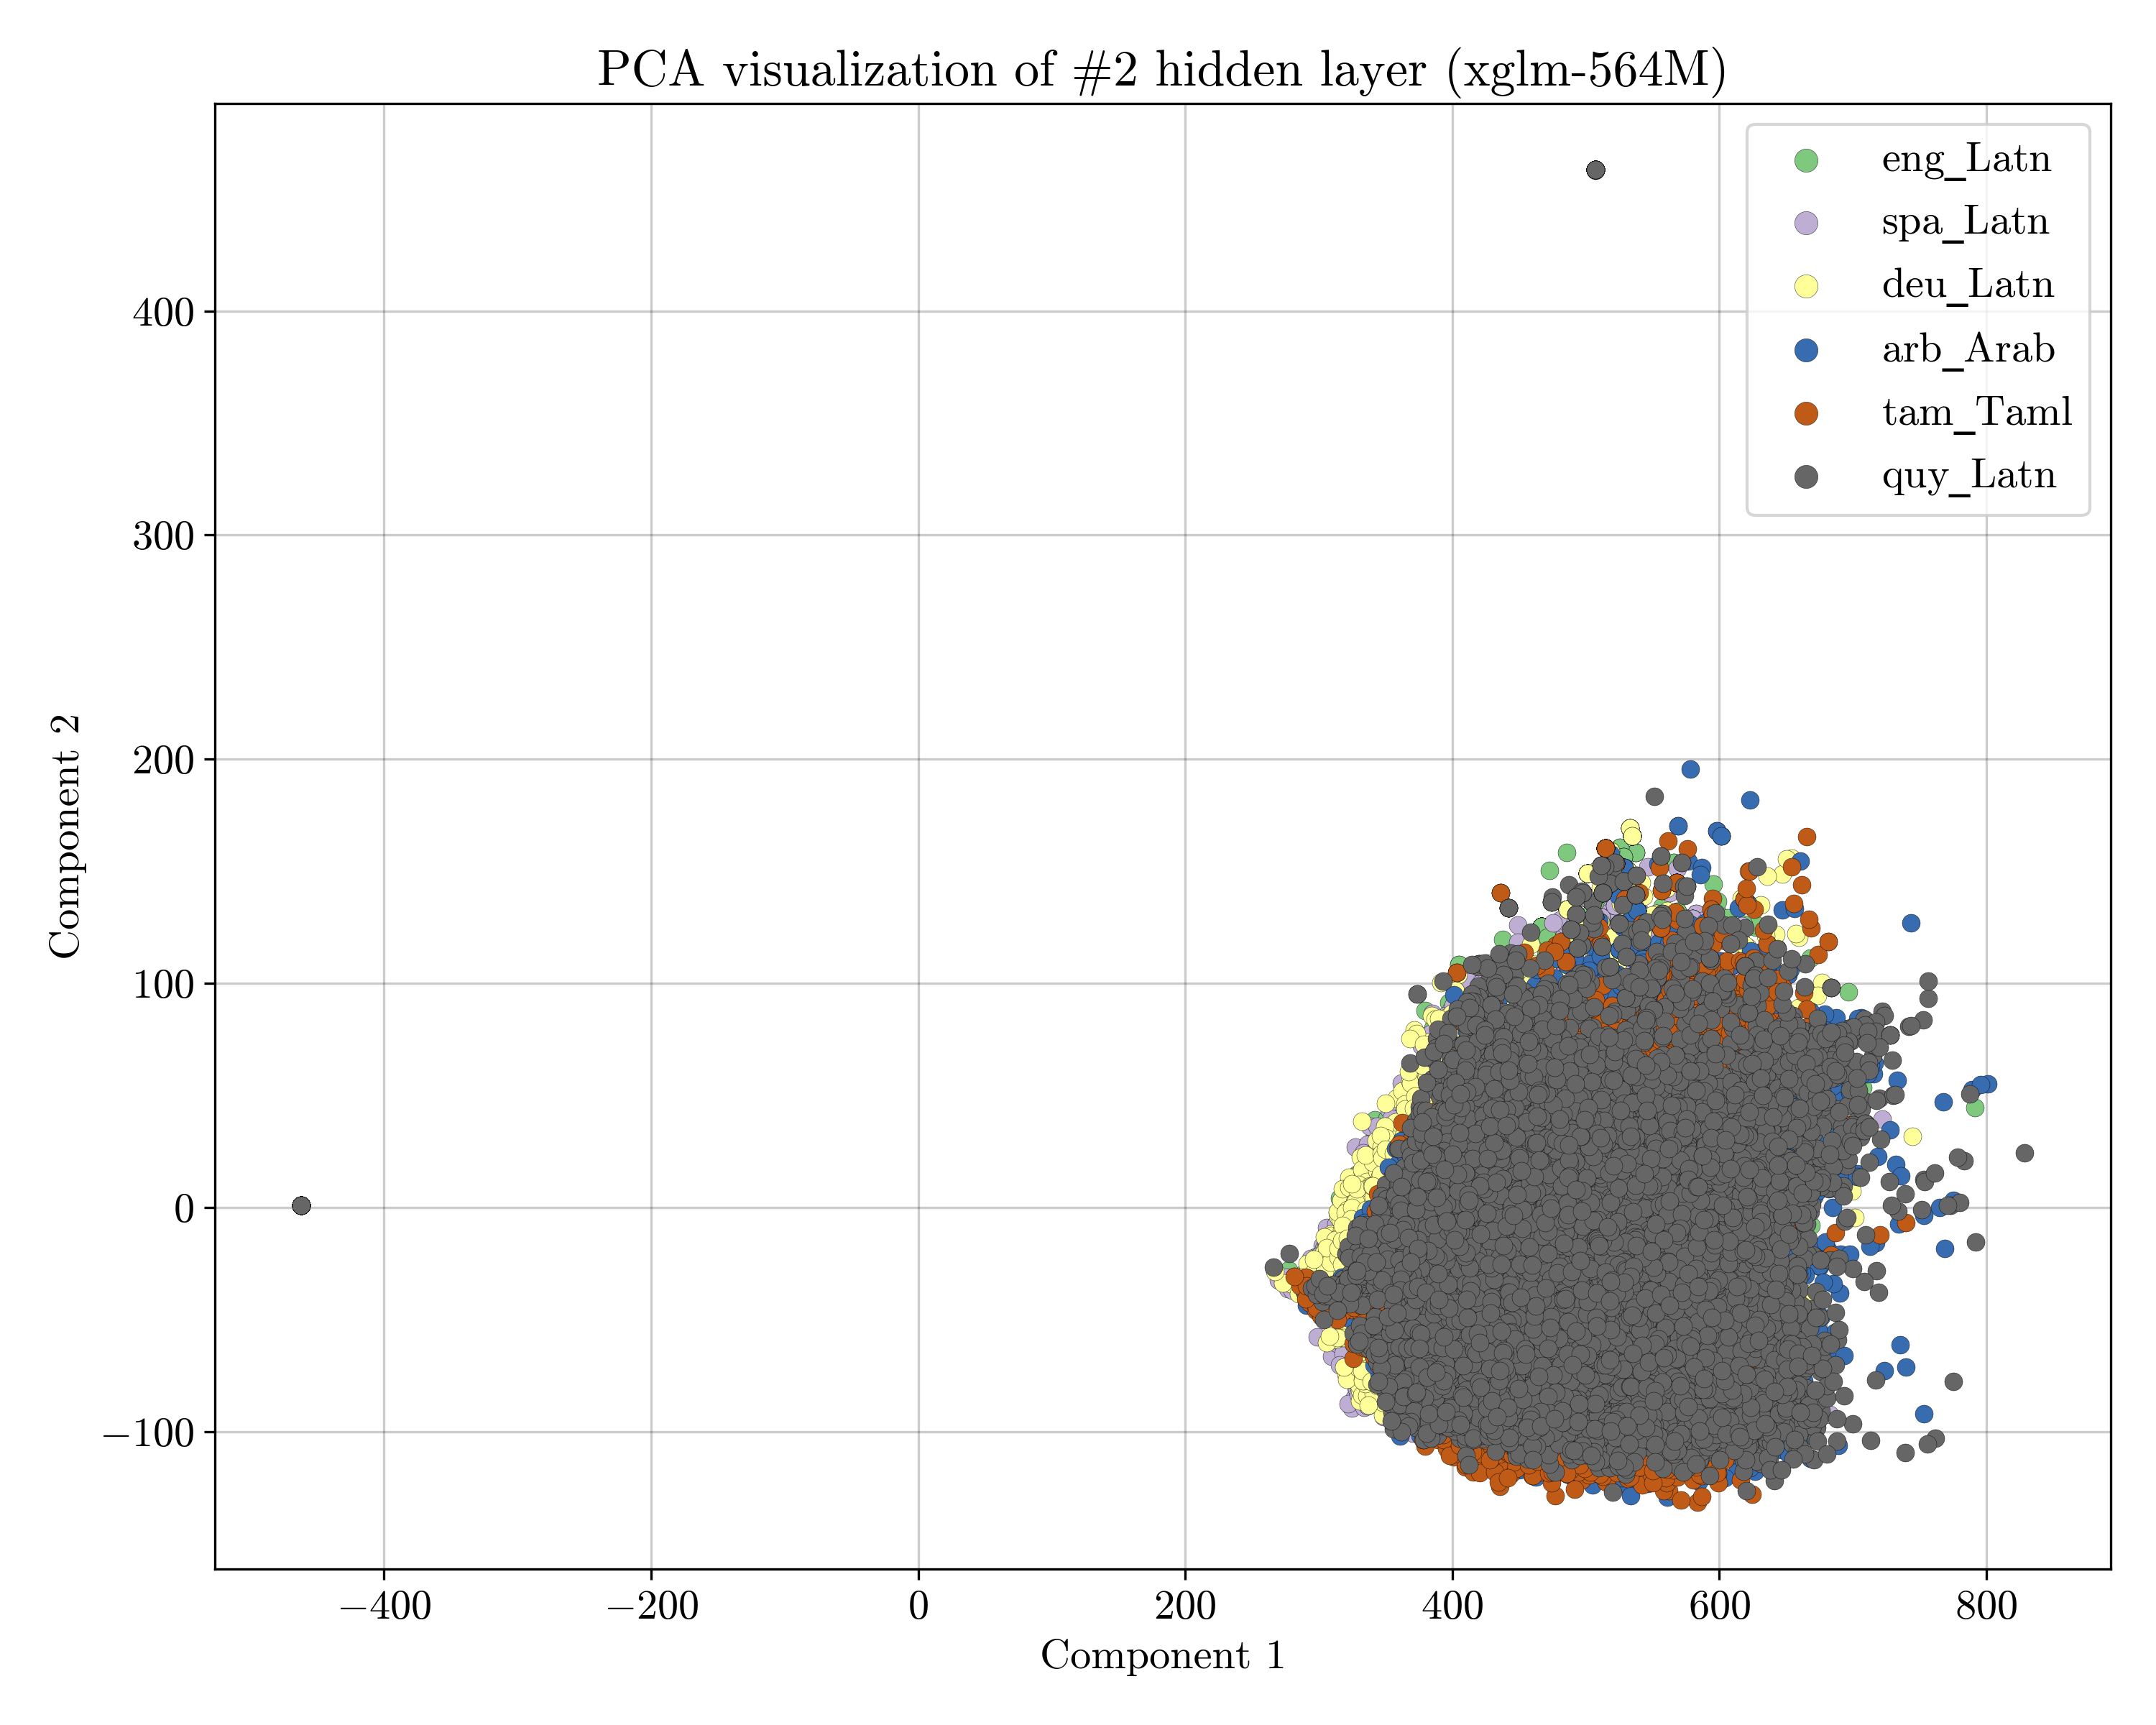 PCA visualization of #2 hidden layer (xglm-564M)
eng_Latn
spa_Latn
deu_Latn
arb_Arab
tam_Taml
quy_Latn
400
300
200
100
0
−100
Component 2
−400 −200 0 200 400 600 800
Component 1